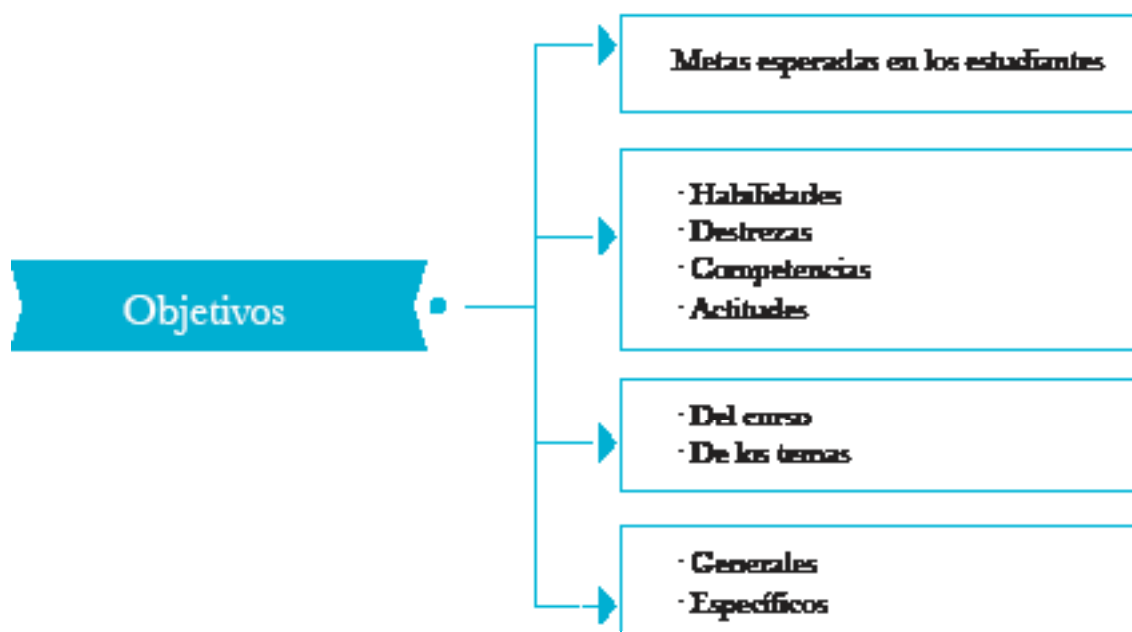 Objetivos
Metas esperadas en los estudiantes
· Habilidades
· Destrezas
· Competencias
· Actitudes
· Del curso
· De los temas
· Generales
· Específicos